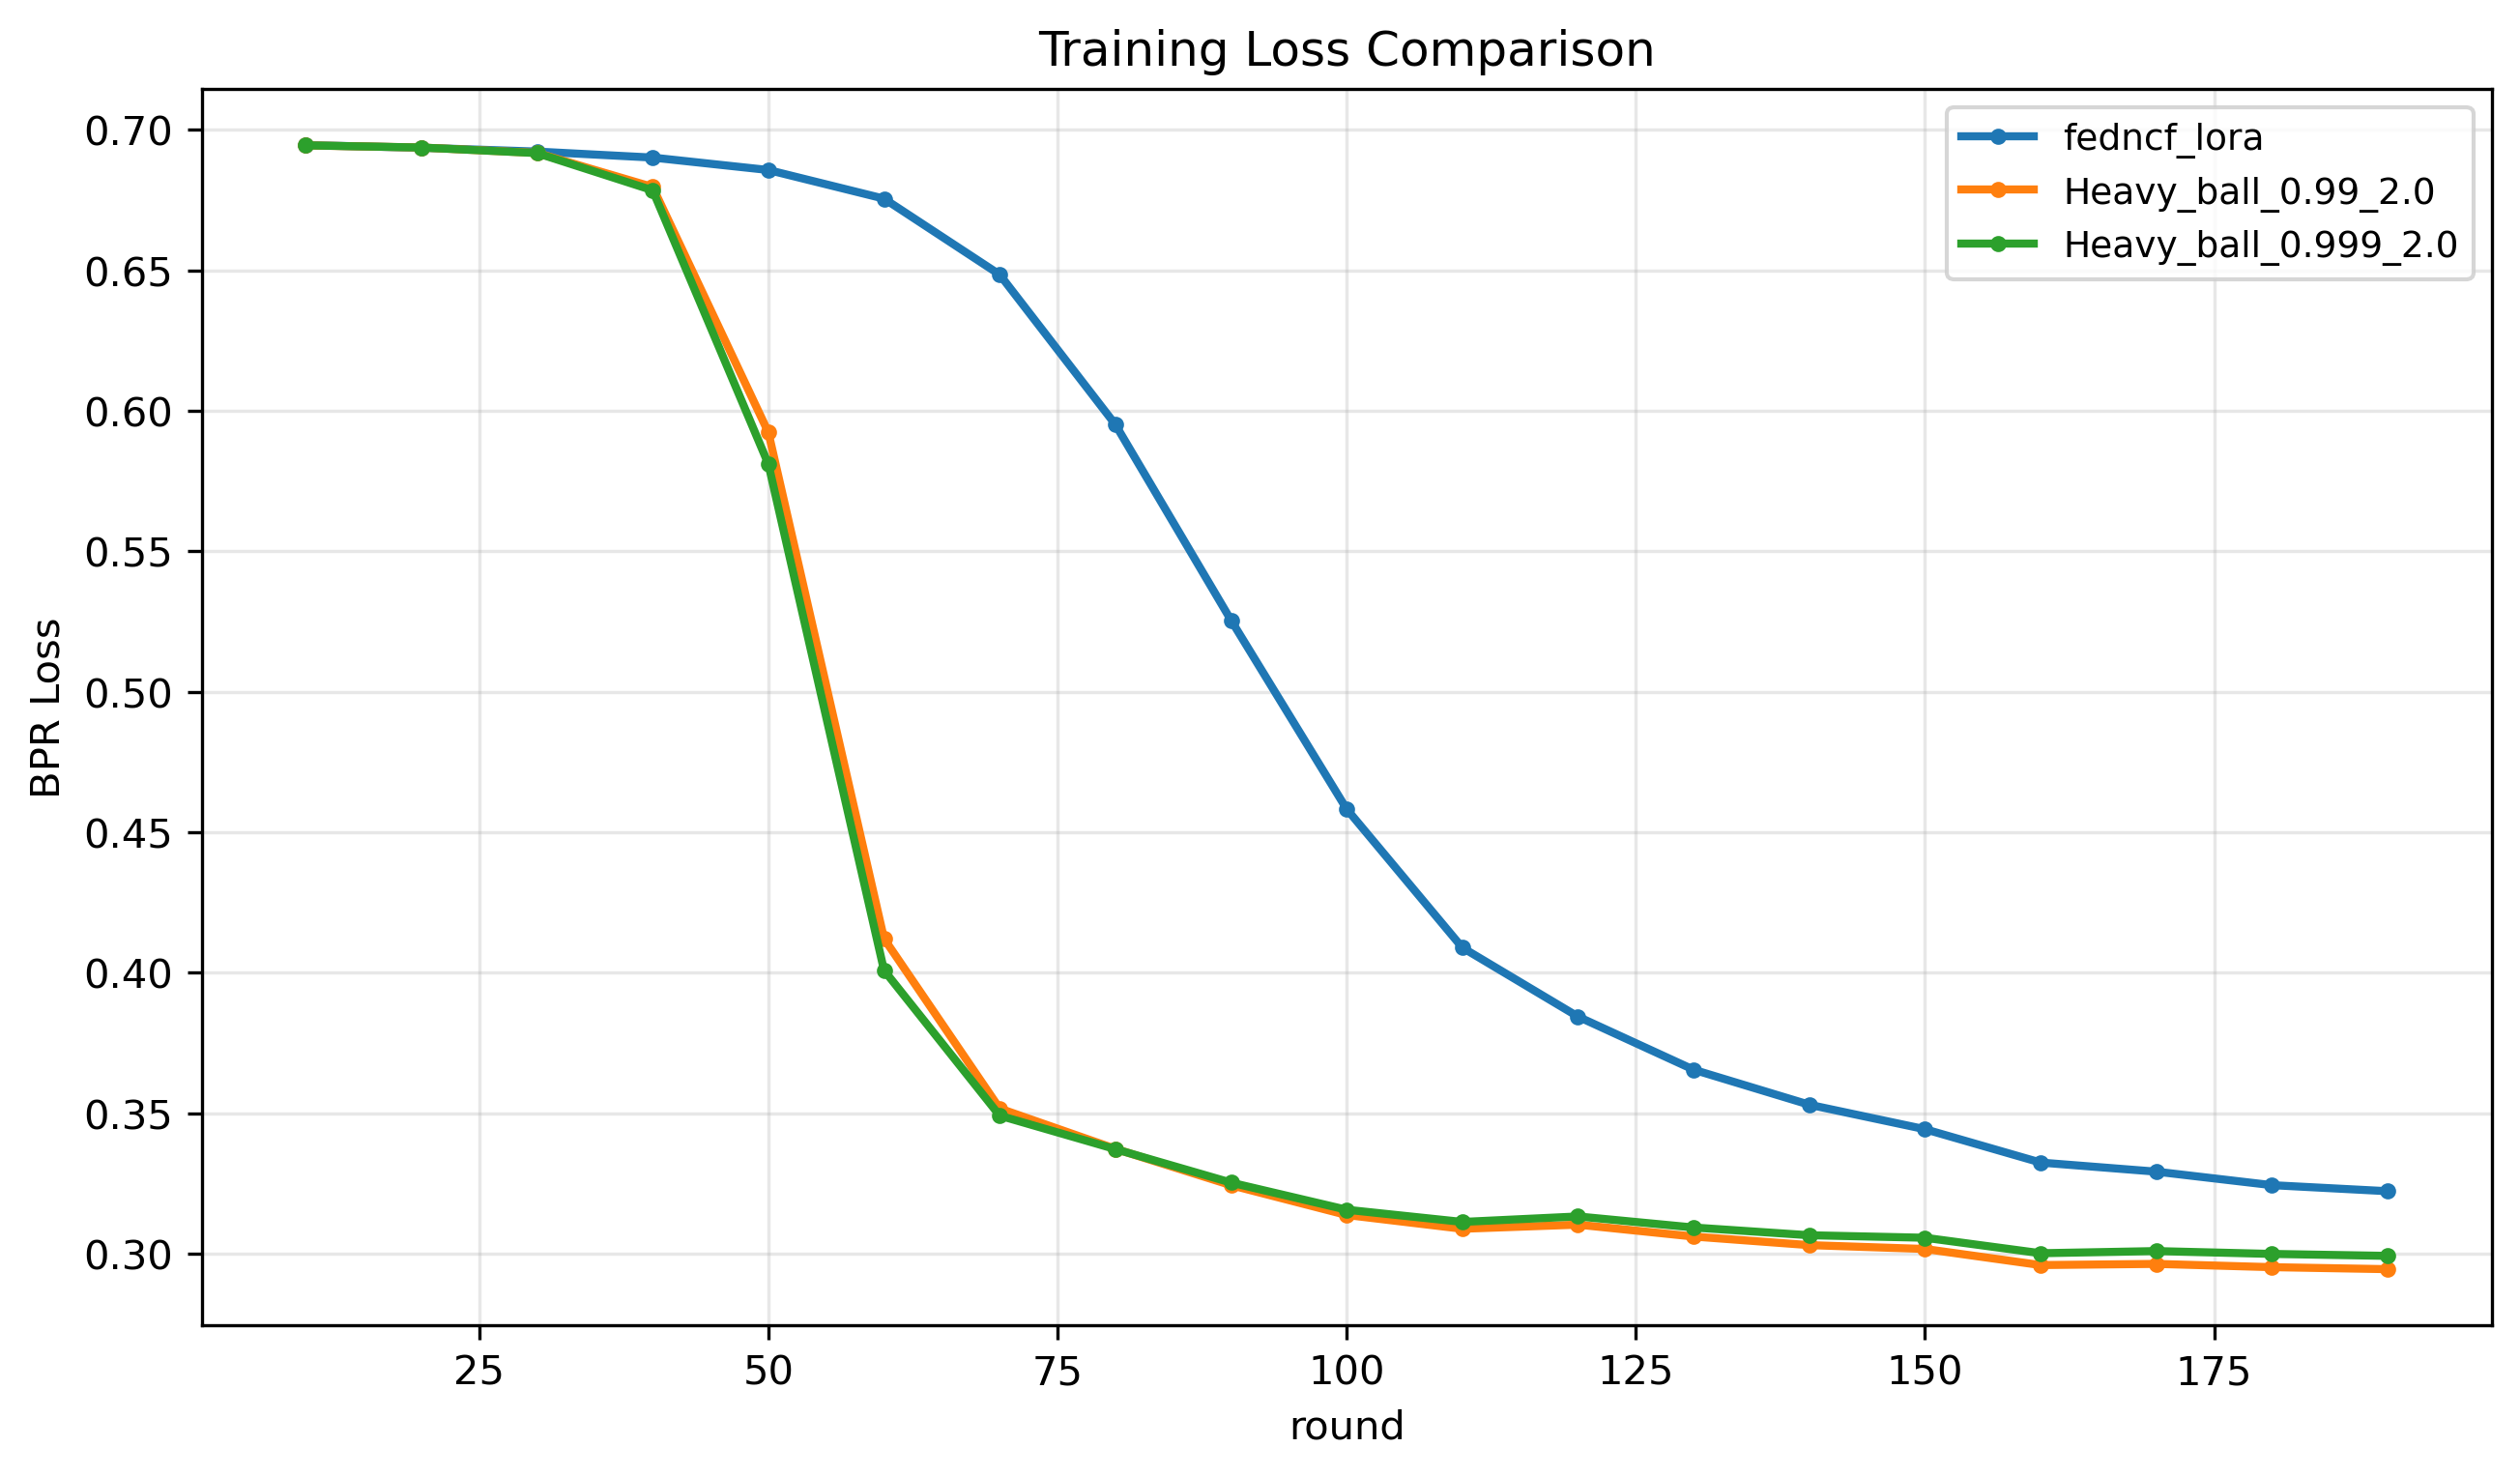 Training Loss Comparison
fedncf_lora
Heavy_ball_0.99_2.0
Heavy_ball_0.999_2.0
BPR Loss
0.70
0.65
0.60
0.55
0.50
0.45
0.40
0.35
0.30
25 50 75 100 125 150 175
round